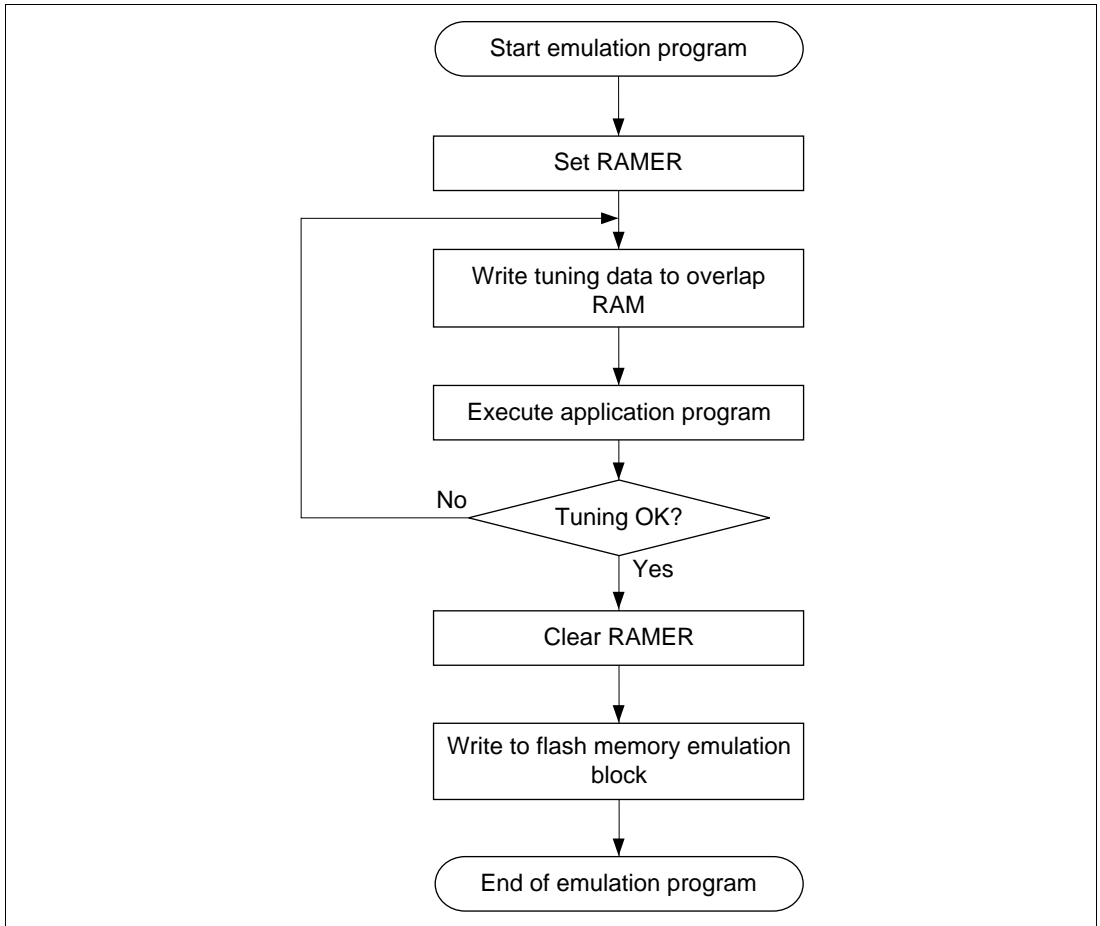 Start emulation program
Set RAMER
Write tuning data to overlap
RAM
Execute application program
No
Tuning OK?
Yes
Clear RAMER
Write to flash memory emulation
block
End of emulation program